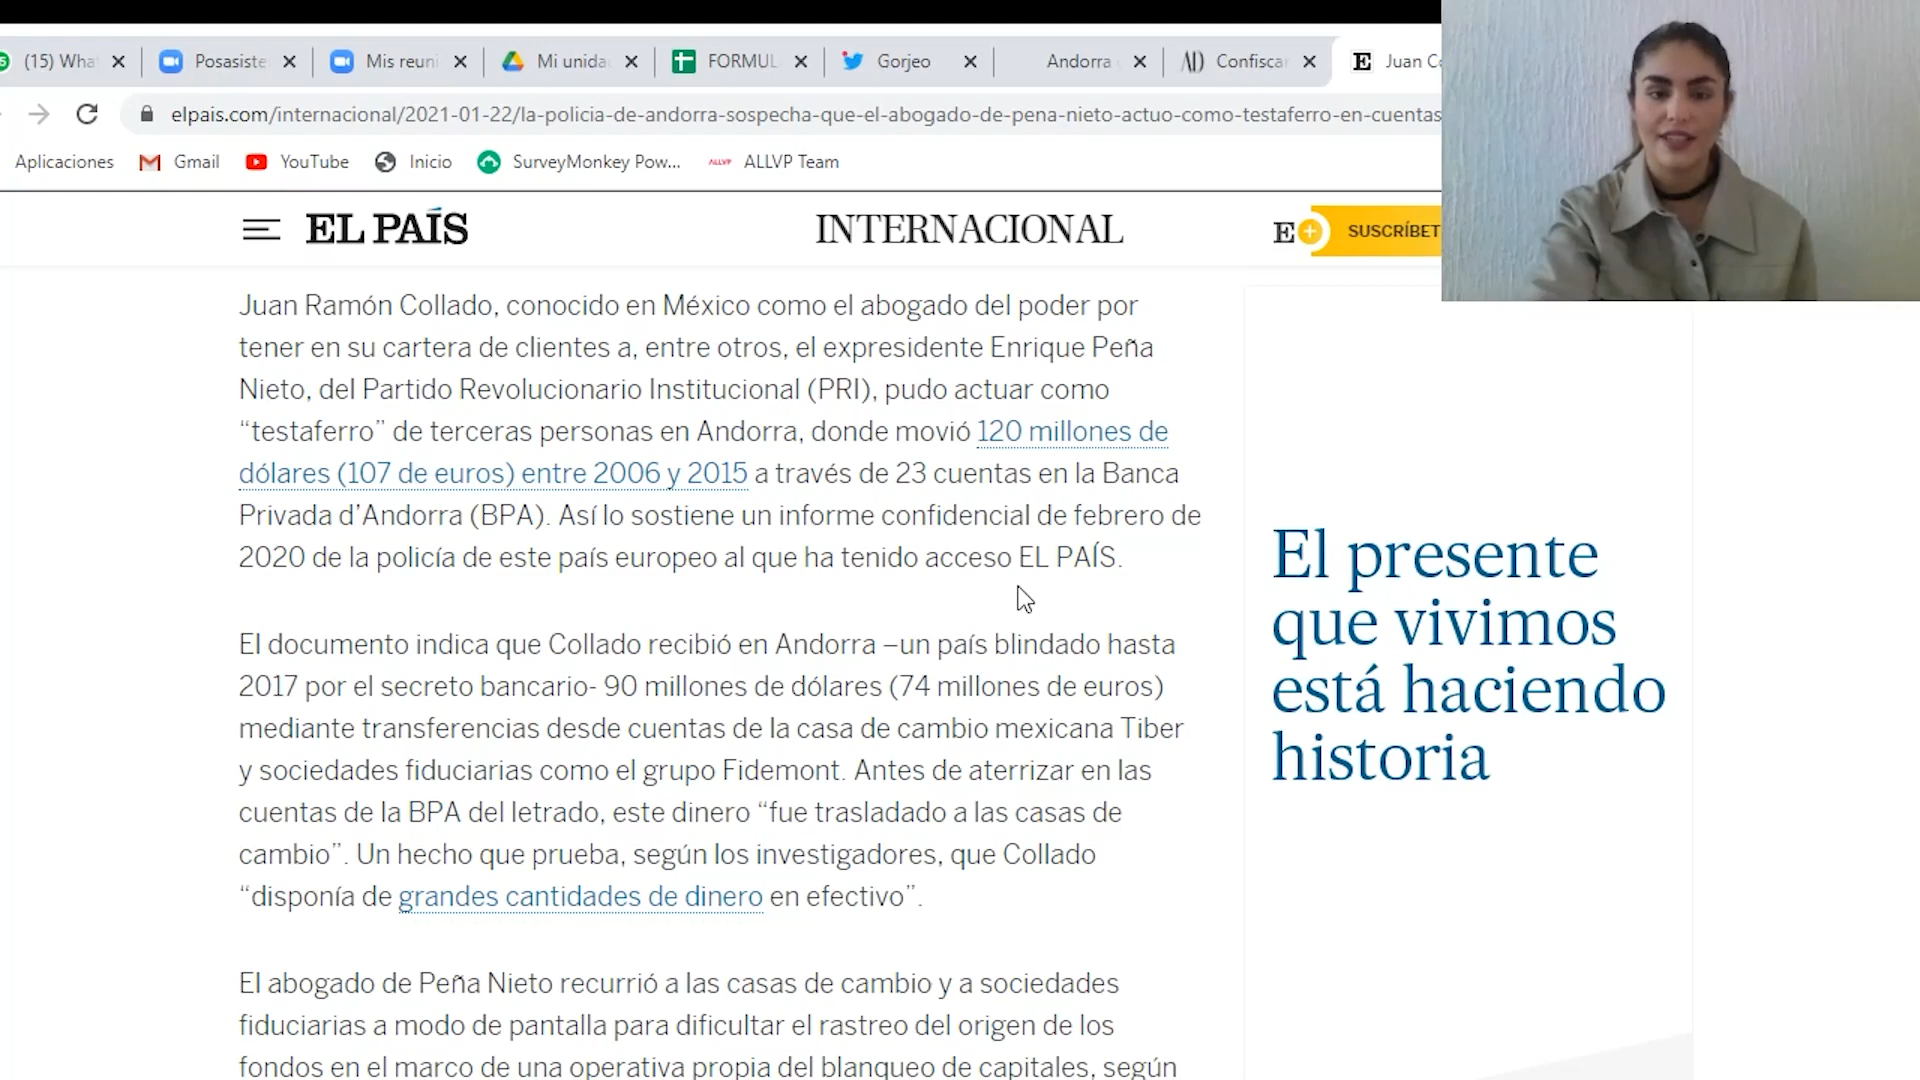 (15) Wha
Posasiste
Mis reuni
Mi unida
FORMUL
Gorjeo
Andorra
Confiscar
Juan Co
elpais.com/internacional/2021-01-22/la-policia-de-andorra-sospecha-que-el-abogado-de-pena-nieto-actuo-como-testaferro-en-cuentas
Aplicaciones
Gmail
YouTube
Inicio
SurveyMonkey Pow...
ALLVP
ALLVP Team
EL PAÍS
INTERNACIONAL
E+
SUSCRÍBET
Juan Ramón Collado, conocido en México como el abogado del poder por
tener en su cartera de clientes a, entre otros, el expresidente Enrique Peña
Nieto, del Partido Revolucionario Institucional (PRI), pudo actuar como
“testaferro” de terceras personas en Andorra, donde movió 120 millones de
dólares (107 de euros) entre 2006 y 2015 a través de 23 cuentas en la Banca
Privada d’Andorra (BPA). Así lo sostiene un informe confidencial de febrero de
2020 de la policía de este país europeo al que ha tenido acceso EL PAÍS.
El documento indica que Collado recibió en Andorra –un país blindado hasta
2017 por el secreto bancario- 90 millones de dólares (74 millones de euros)
mediante transferencias desde cuentas de la casa de cambio mexicana Tiber
y sociedades fiduciarias como el grupo Fidemont. Antes de aterrizar en las
cuentas de la BPA del letrado, este dinero “fue trasladado a las casas de
cambio”. Un hecho que prueba, según los investigadores, que Collado
“disponía de grandes cantidades de dinero en efectivo”.
El abogado de Peña Nieto recurrió a las casas de cambio y a sociedades
fiduciarias a modo de pantalla para dificultar el rastreo del origen de los
fondos en el marco de una operativa propia del blanqueo de capitales, según
El presente
que vivimos
está haciendo
historia